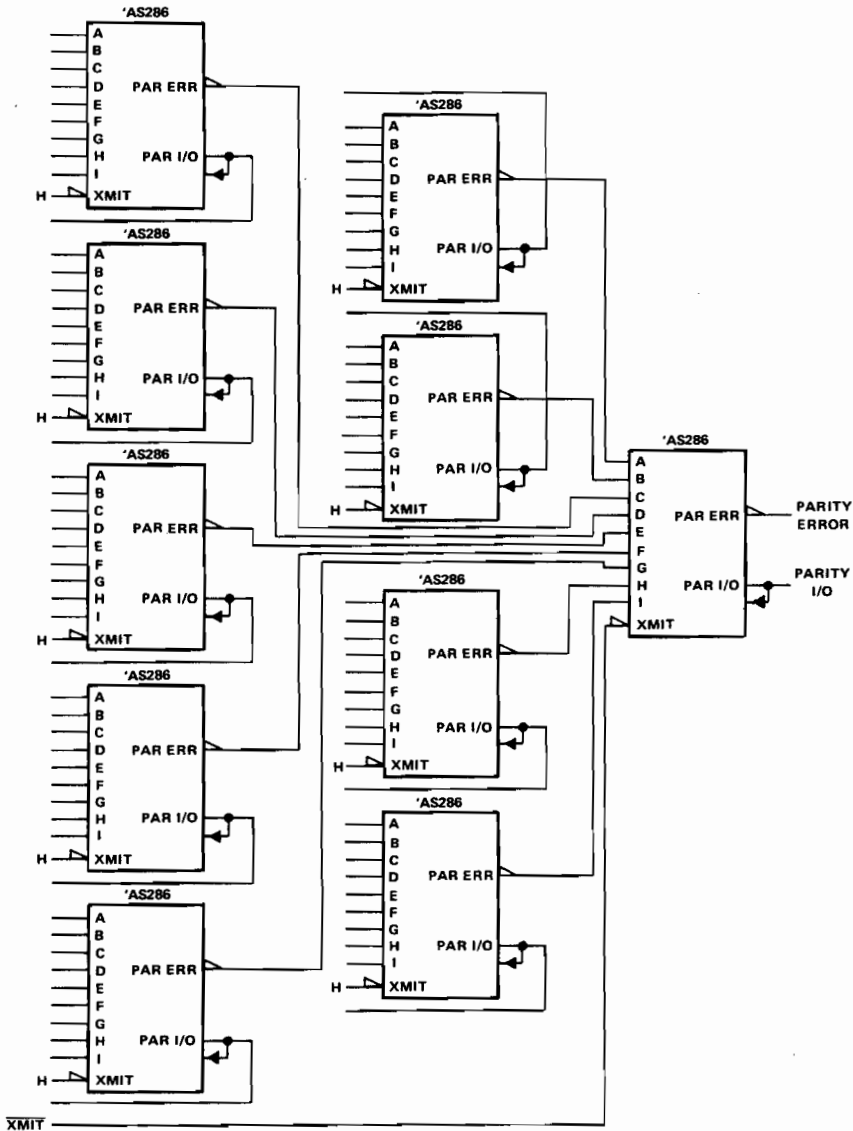 'AS286
A
B
C
D PAR ERR
E
F
G
H PAR I/O
I
H XMIT
'AS286
A
B
C
D PAR ERR
E
F
G
H PAR I/O
I
H XMIT
'AS286
A
B
C
D PAR ERR
E
F
G
H PAR I/O
I
H XMIT
'AS286
A
B
C
D PAR ERR
E
F
G
H PAR I/O
I
H XMIT
'AS286
A
B
C
D PAR ERR
E
F
G
H PAR I/O
I
H XMIT
XMIT
'AS286
A
B
C
D PAR ERR
E
F
G
H PAR I/O
I
H XMIT
'AS286
A
B
C
D PAR ERR
E
F
G
H PAR I/O
I
H XMIT
'AS286
A
B
C
D PAR ERR
E
F
G
H PAR I/O
I
H XMIT
'AS286
A
B
C
D PAR ERR
E
F
G
H PAR I/O
I
H XMIT
'AS286
A
B
C
D PAR ERR
E
F
G
H PAR I/O
I
XMIT
PARITY
ERROR
PARITY
I/O